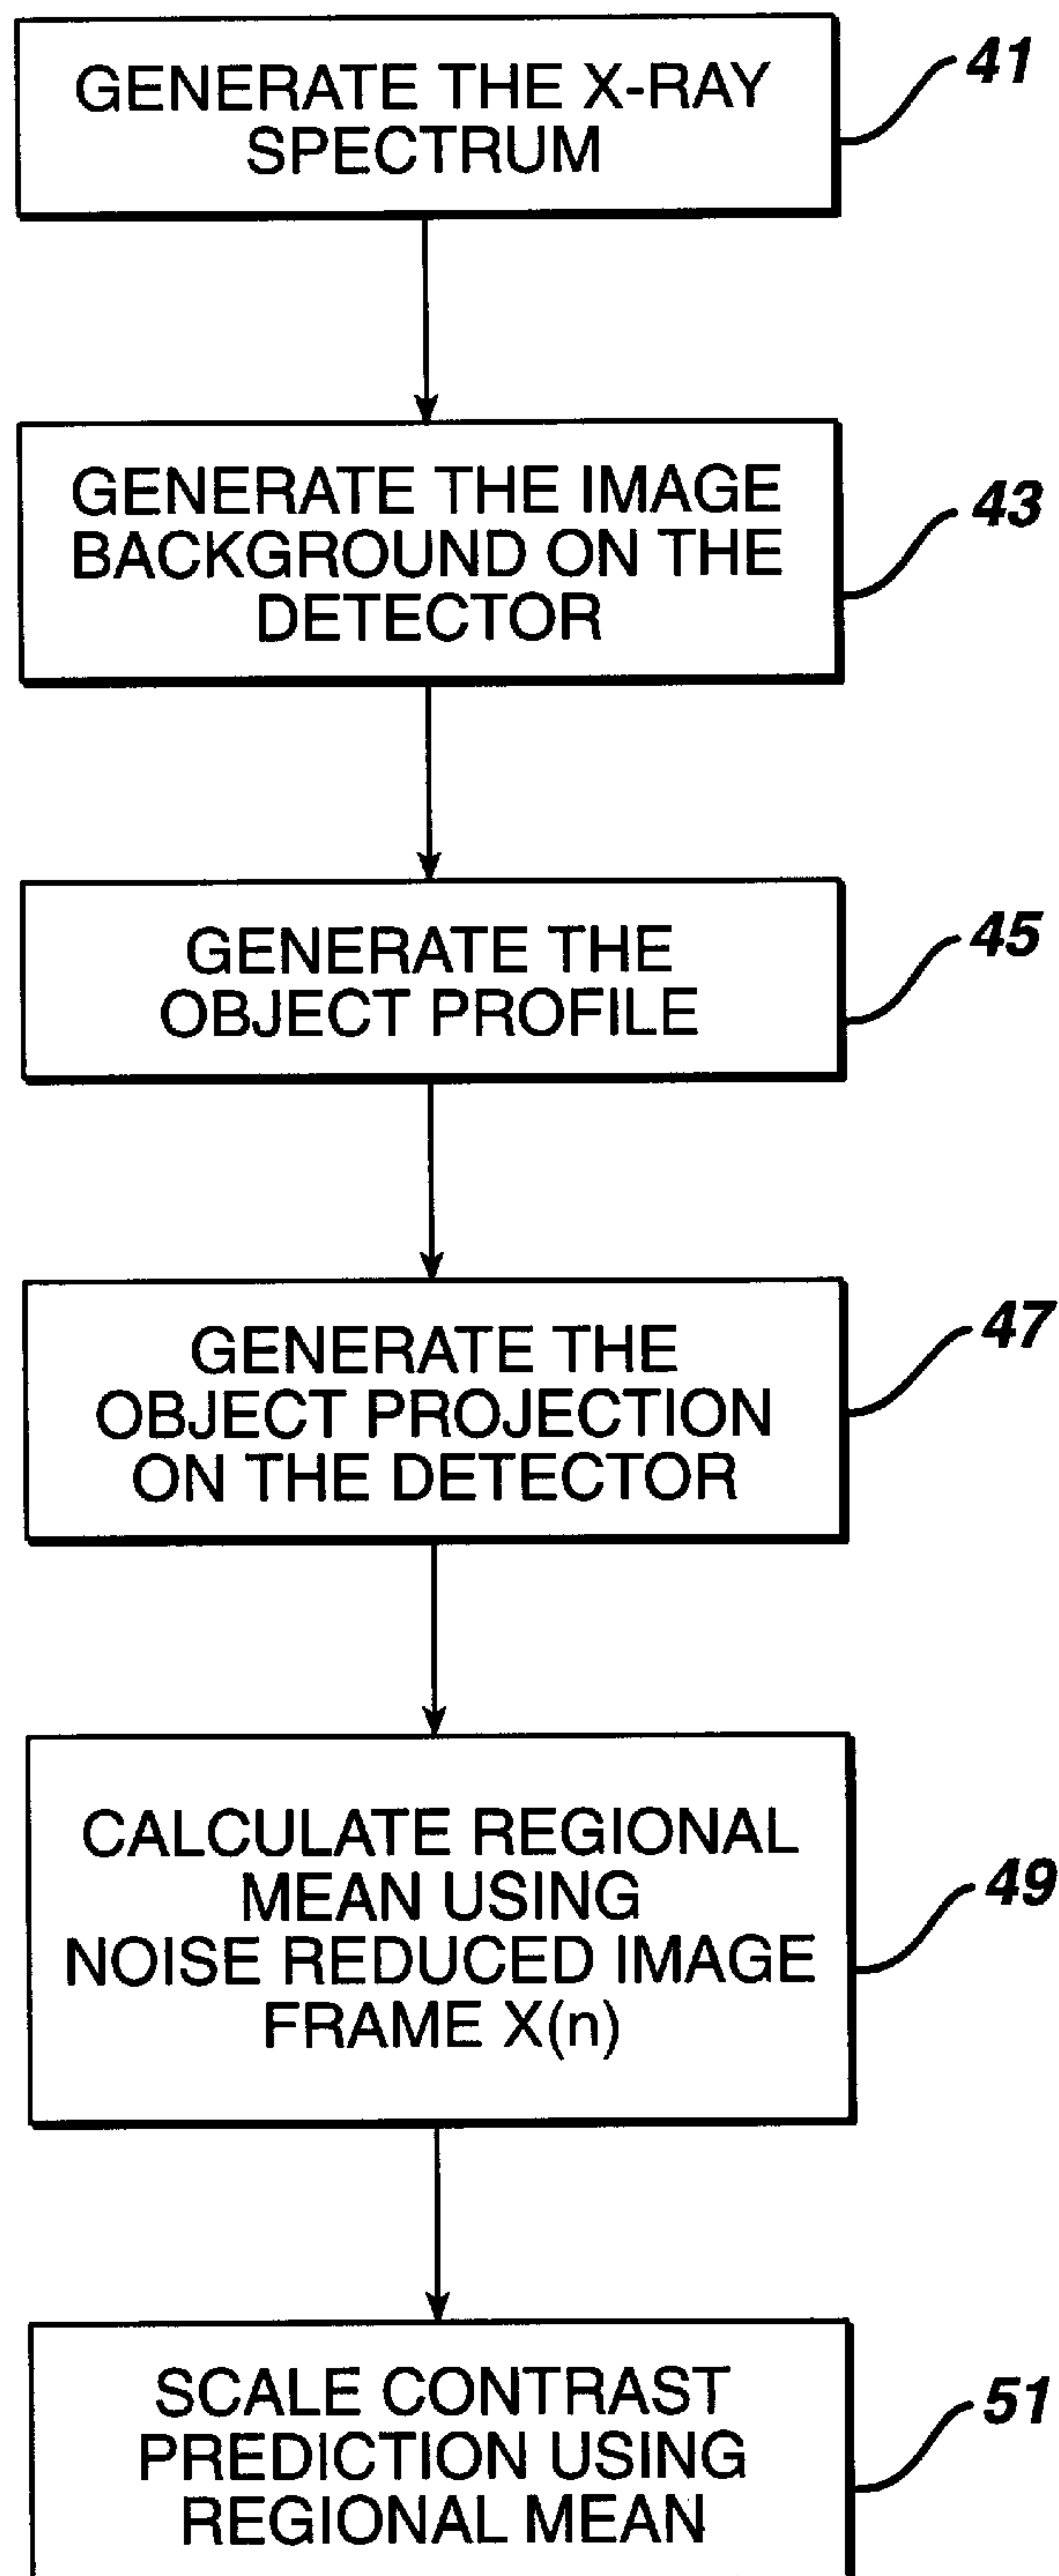 GENERATE THE X-RAY
SPECTRUM
41
GENERATE THE IMAGE
BACKGROUND ON THE
DETECTOR
43
GENERATE THE
OBJECT PROFILE
45
GENERATE THE
OBJECT PROJECTION
ON THE DETECTOR
47
CALCULATE REGIONAL
MEAN USING
NOISE REDUCED IMAGE
FRAME X(n)
49
SCALE CONTRAST
PREDICTION USING
REGIONAL MEAN
51